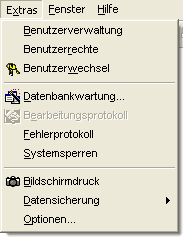 Extras Fenster Hilfe
Benutzerverwaltung
Benutzerrechte
Benutzerwechsel
Datenbankwartung...
Bearbeitungsprotokoll
Fehlerprotokoll
Systemsperren
Bildschirmdruck
Datensicherung
Optionen...